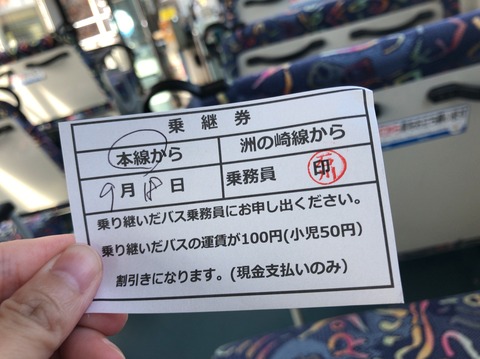 乗継券
本線から 洲の崎線から
9月18日 乗務員 印
乗り継いだバス乗務員にお申し出ください。
乗り継いだバスの運賃が100円(小児50円)
割引きになります。(現金支払いのみ)